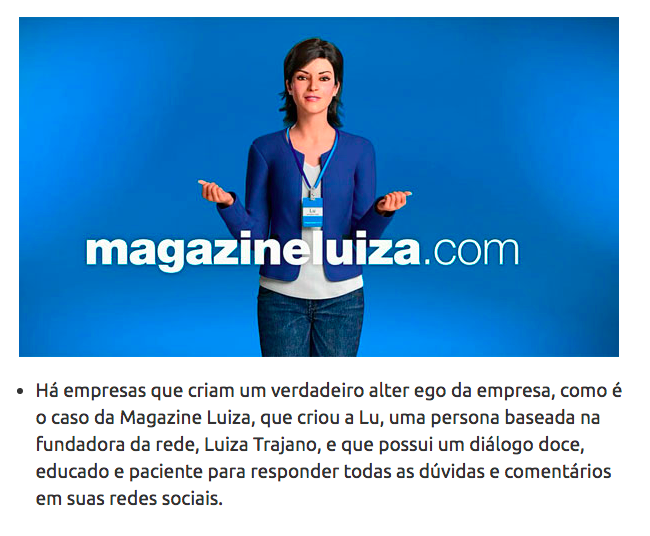 Lu
magazineluiza.com
• Há empresas que criam um verdadeiro alter ego da empresa, como é
o caso da Magazine Luiza, que criou a Lu, uma persona baseada na
fundadora da rede, Luiza Trajano, e que possui um diálogo doce,
educado e paciente para responder todas as dúvidas e comentários
em suas redes sociais.